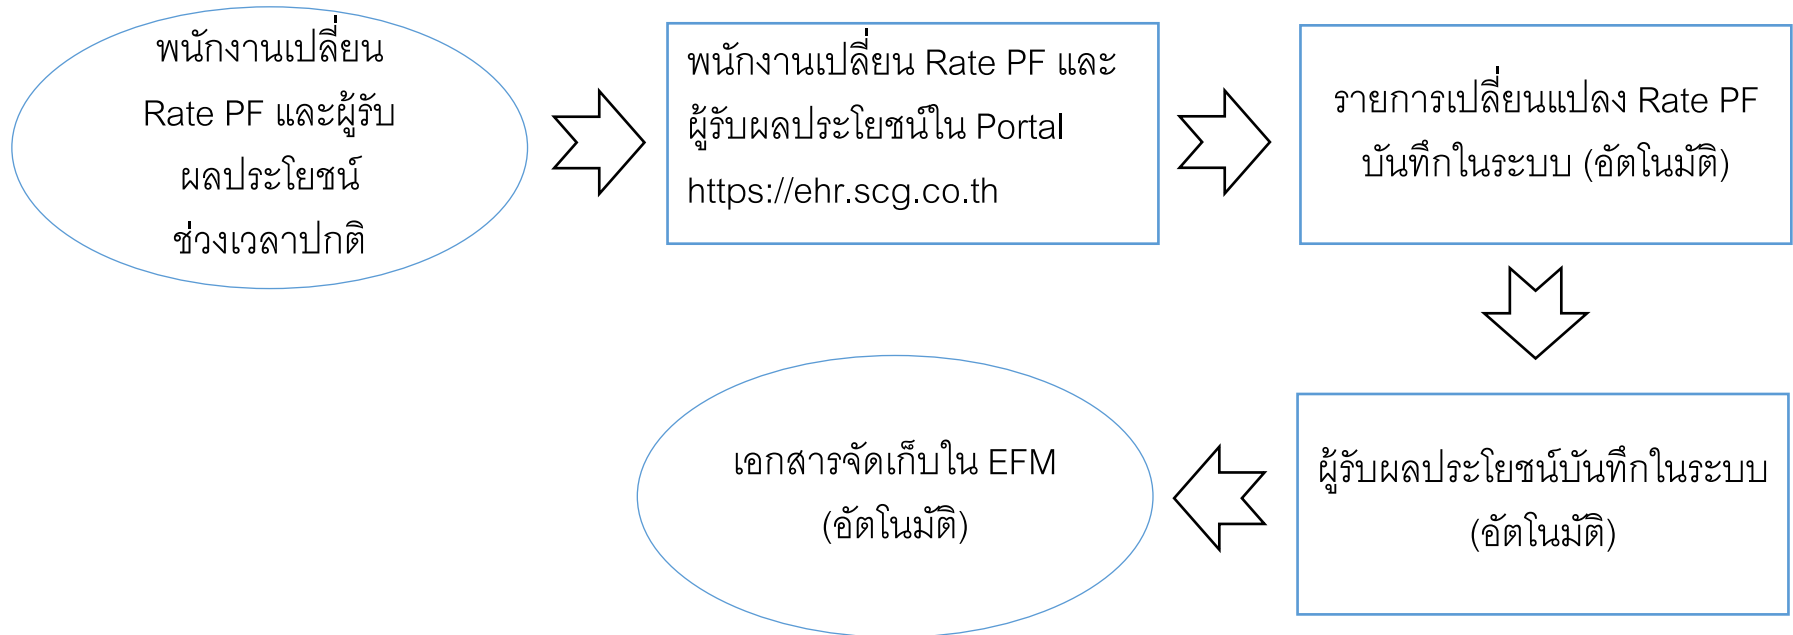 พนักงานเปลี่ยน
Rate PF และผู้รับ
ผลประโยชน์
ช่วงเวลาปกติ
พนักงานเปลี่ยน Rate PF และ
ผู้รับผลประโยชน์ใน Portal
https://ehr.scg.co.th
รายการเปลี่ยนแปลง Rate PF
บันทึกในระบบ (อัตโนมัติ)
ผู้รับผลประโยชน์บันทึกในระบบ
(อัตโนมัติ)
เอกสารจัดเก็บใน EFM
(อัตโนมัติ)